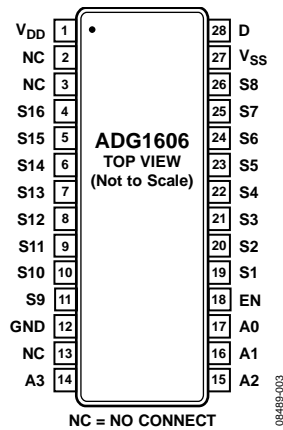 VDD 1 28 D
NC 2 27 VSS
NC 3 26 S8
S16 4 25 S7
S15 5 ADG1606 24 S6
S14 6 TOP VIEW 23 S5
S13 7 (Not to Scale) 22 S4
S12 8 21 S3
S11 9 20 S2
S10 10 19 S1
S9 11 18 EN
GND 12 17 A0
NC 13 16 A1
A3 14 15 A2
NC = NO CONNECT
08489-003